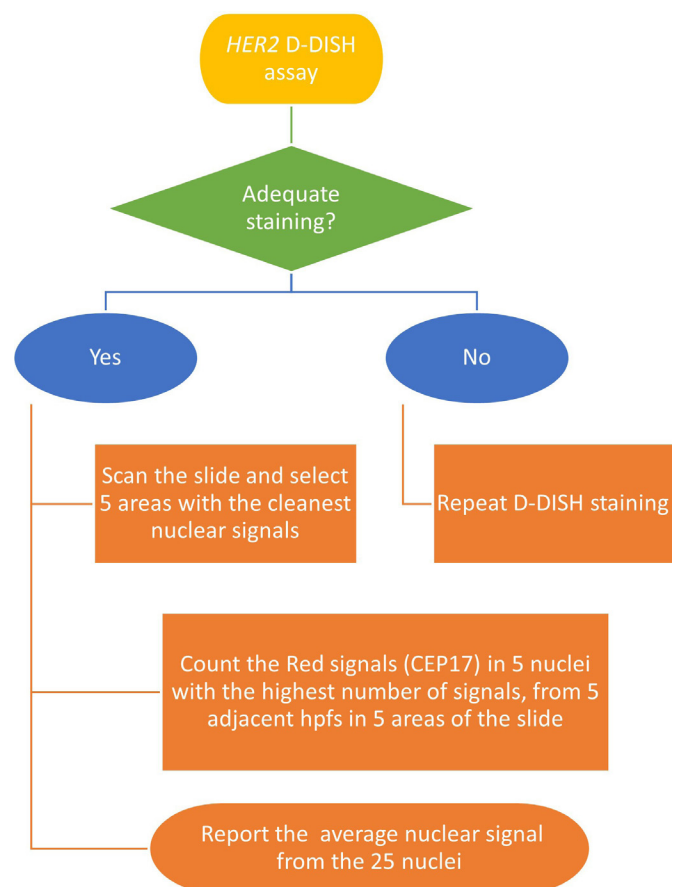 HER2 D-DISH
assay
Adequate
staining?
Yes
No
Scan the slide and select
5 areas with the cleanest
nuclear signals
Repeat D-DISH staining
Count the Red signals (CEP17) in 5 nuclei
with the highest number of signals, from 5
adjacent hpfs in 5 areas of the slide
Report the average nuclear signal
from the 25 nuclei